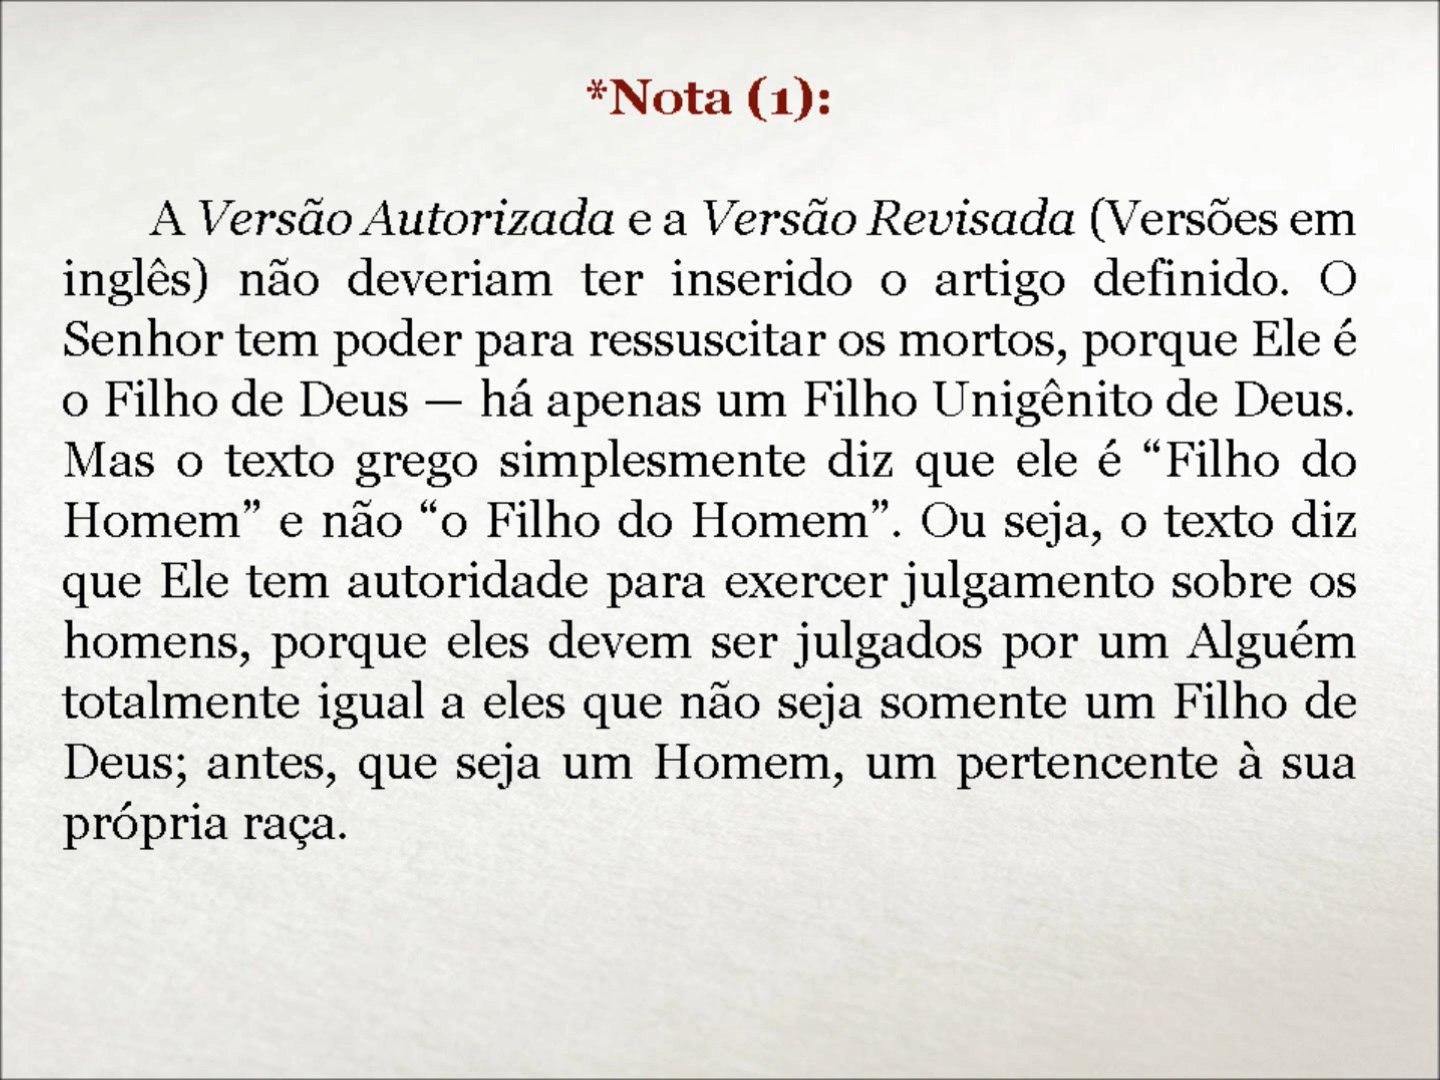 *Nota (1):
A Versão Autorizada e a Versão Revisada (Versões em
inglês) não deveriam ter inserido o artigo definido. O
Senhor tem poder para ressuscitar os mortos, porque Ele é
o Filho de Deus — há apenas um Filho Unigênito de Deus.
Mas o texto grego simplesmente diz que ele é “Filho do
Homem” e não “o Filho do Homem”. Ou seja, o texto diz
que Ele tem autoridade para exercer julgamento sobre os
homens, porque eles devem ser julgados por um Alguém
totalmente igual a eles que não seja somente um Filho de
Deus; antes, que seja um Homem, um pertencente à sua
própria raça.